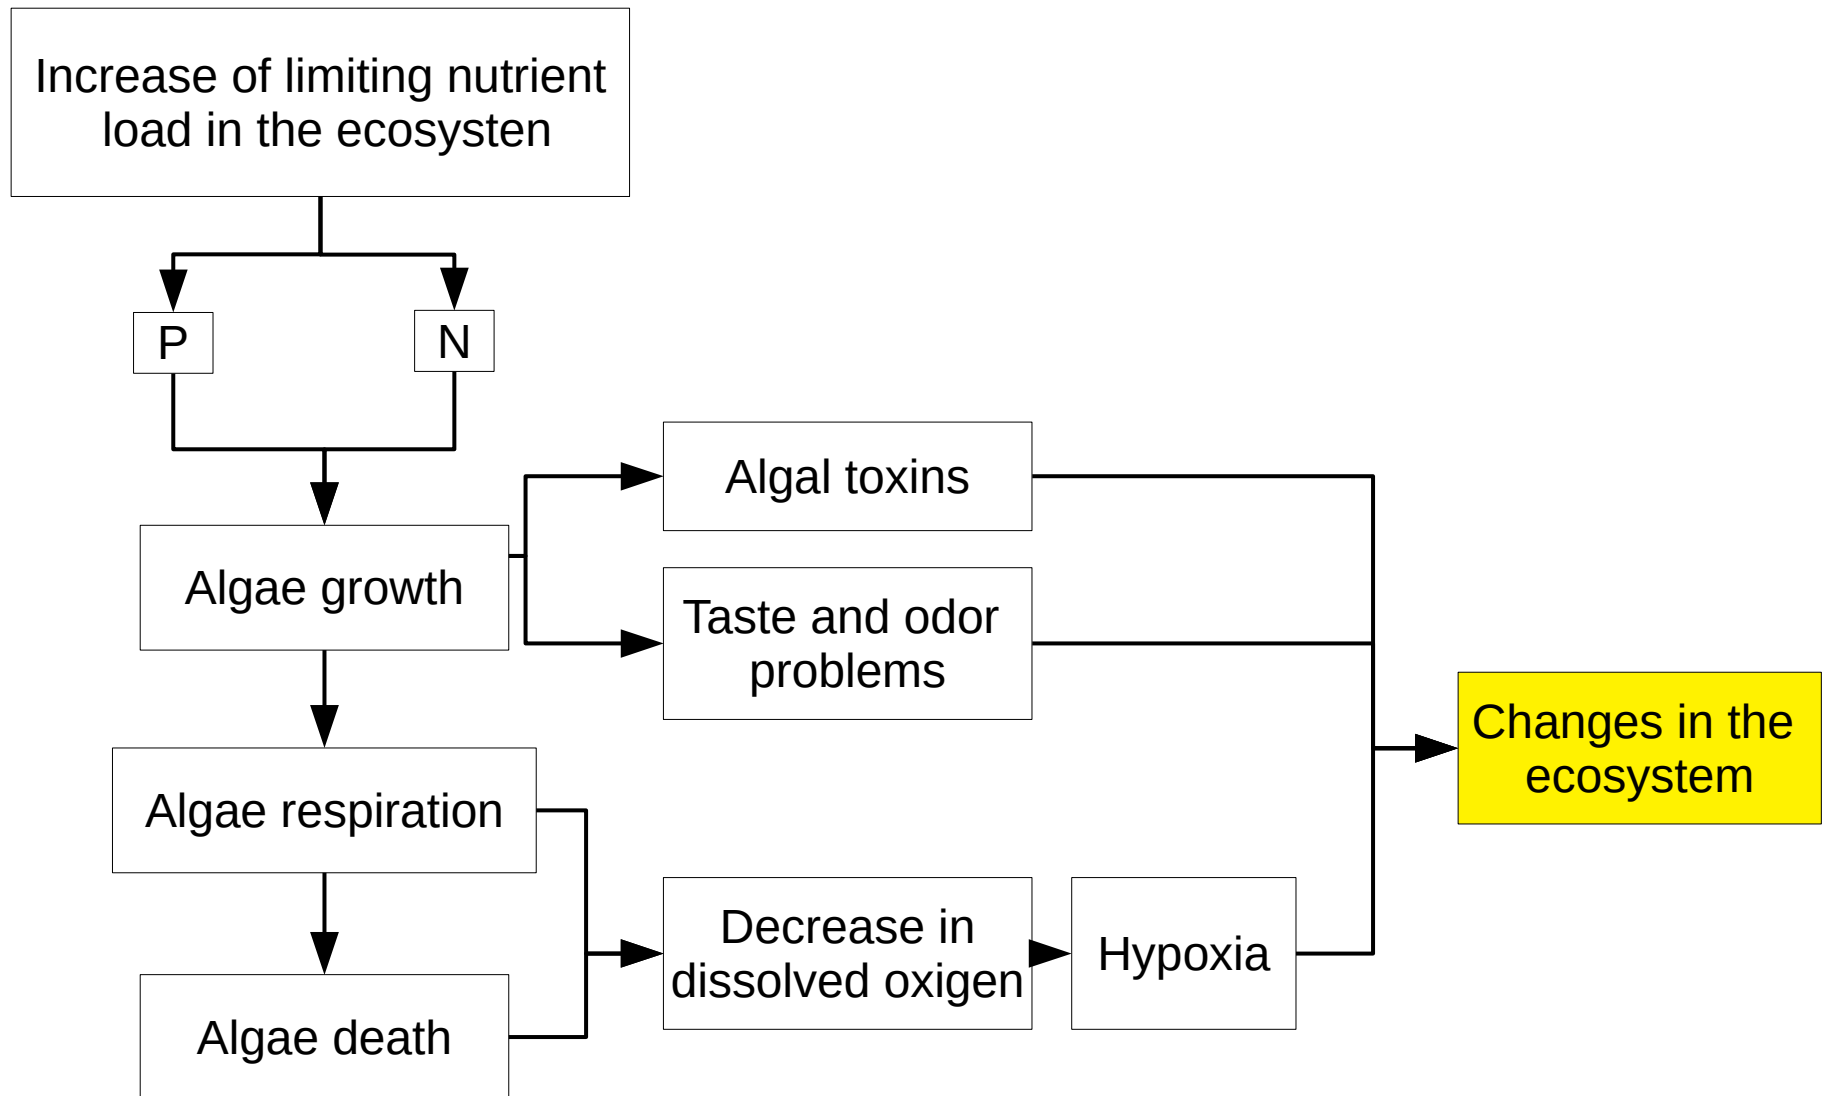 Increase of limiting nutrient
load in the ecosysten
P
N
Algal toxins
Algae growth
Taste and odor
problems
Changes in the
ecosystem
Algae respiration
Decrease in
dissolved oxigen
Hypoxia
Algae death